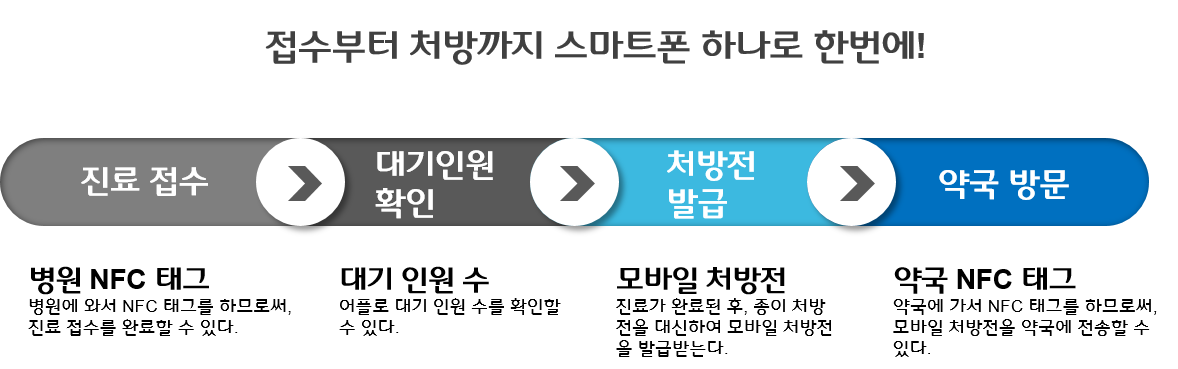 접수부터 처방까지 스마트폰 하나로 한번에!
진료 접수
대기인원
확인
처방전
발급
약국 방문
병원 NFC 태그
병원에 와서 NFC 태그를 하므로써,
진료 접수를 완료할 수 있다.
대기 인원 수
어플로 대기 인원 수를 확인할
수 있다.
모바일 처방전
진료가 완료된 후, 종이 처방
전을 대신하여 모바일 처방전
을 발급받는다.
약국 NFC 태그
약국에 가서 NFC 태그를 하므로써,
모바일 처방전을 약국에 전송할 수
있다.